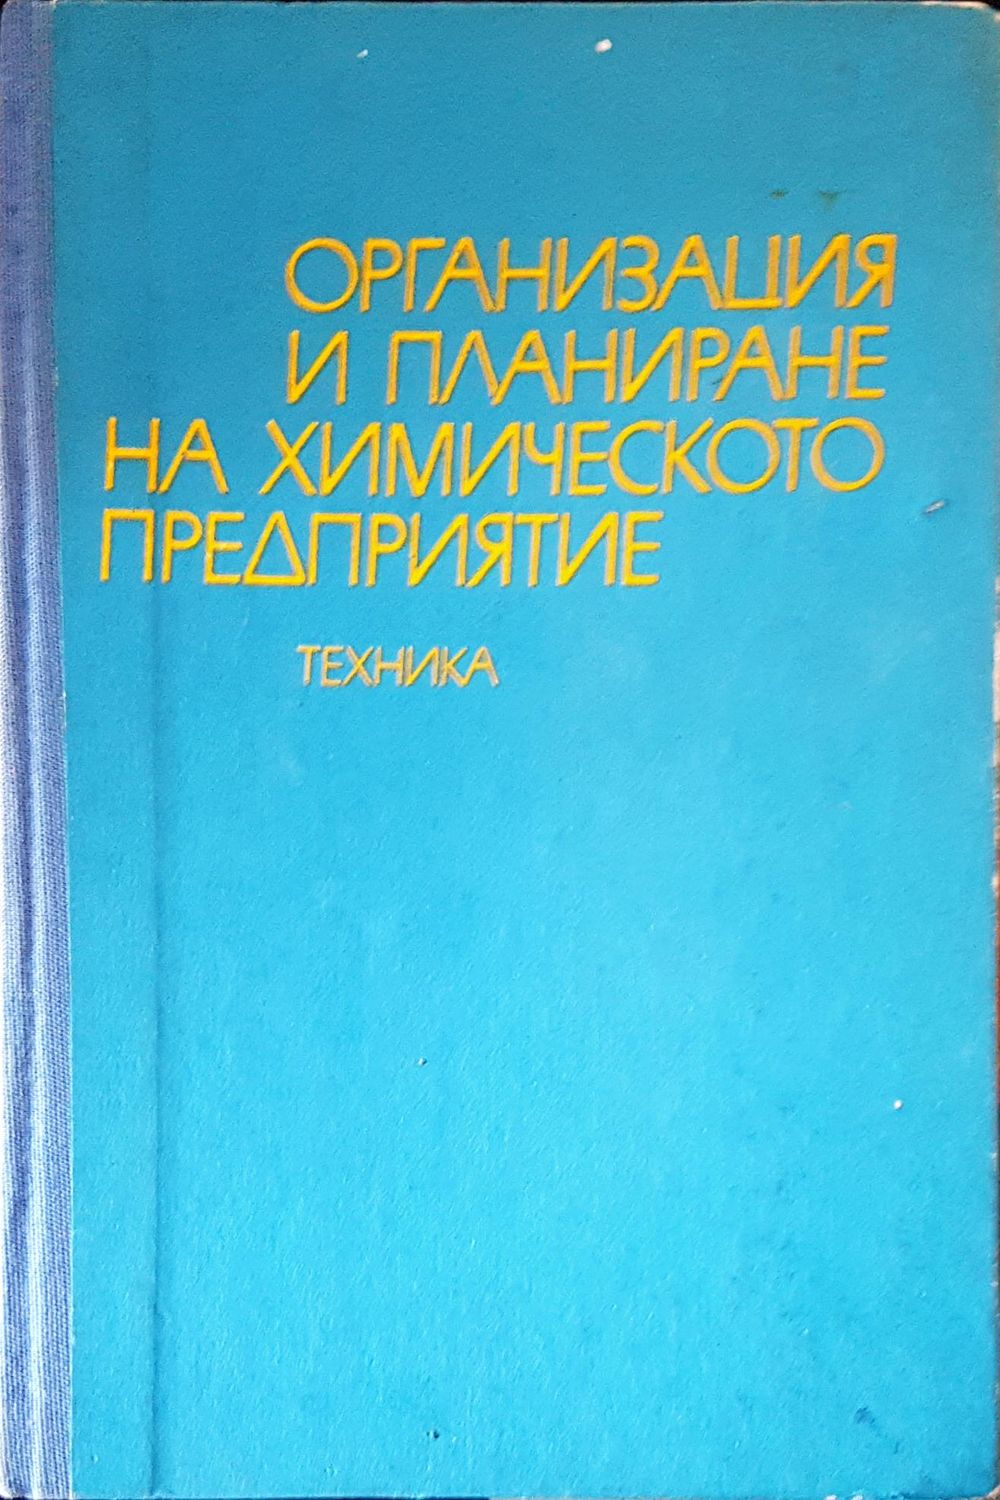 ОРГАНИЗАЦИЯ
И ПЛАНИРАНЕ
НА ХИМИЧЕСКОТО
ПРЕДПРИЯТИЕ
ТЕХНИКА